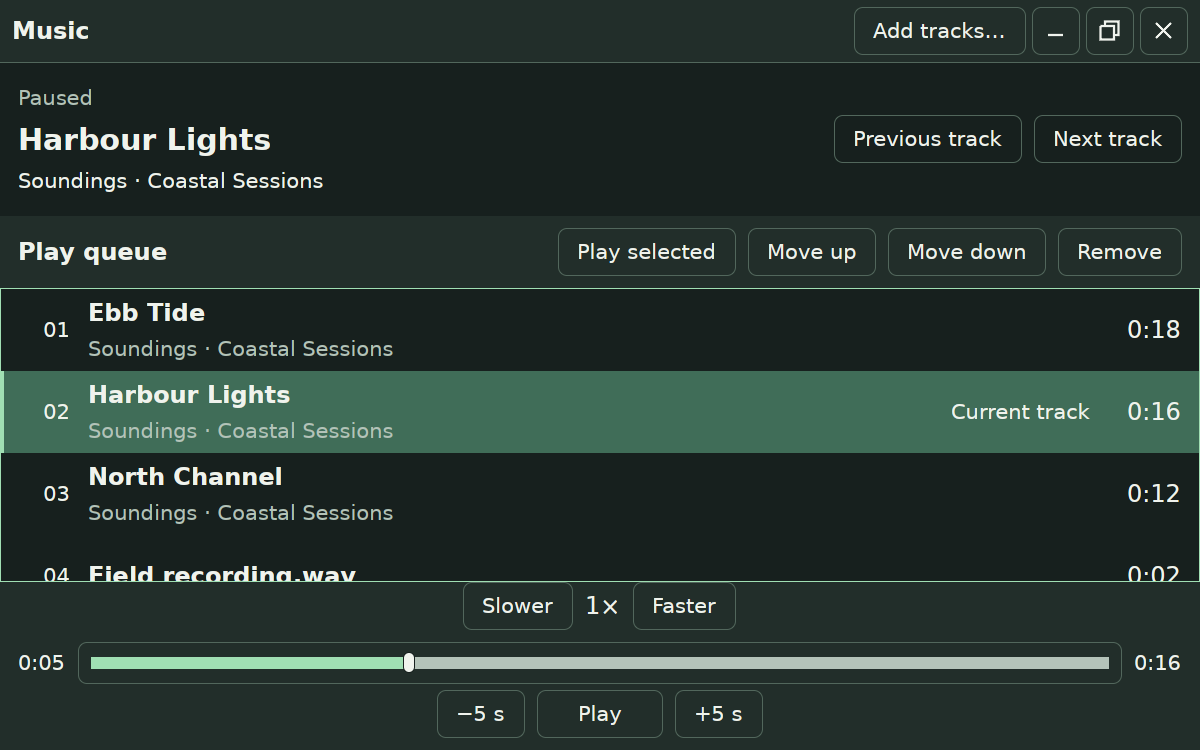 Music
Add tracks...
Paused
Harbour Lights
Soundings · Coastal Sessions
Previous track
Next track
Play queue
Play selected
Move up
Move down
Remove
01
Ebb Tide
Soundings · Coastal Sessions
0:18
02
Harbour Lights
Soundings · Coastal Sessions
Current track
0:16
03
North Channel
Soundings · Coastal Sessions
0:12
04
Field recording.wav
0:02
Slower
1×
Faster
0:05
0:16
−5 s
Play
+5 s